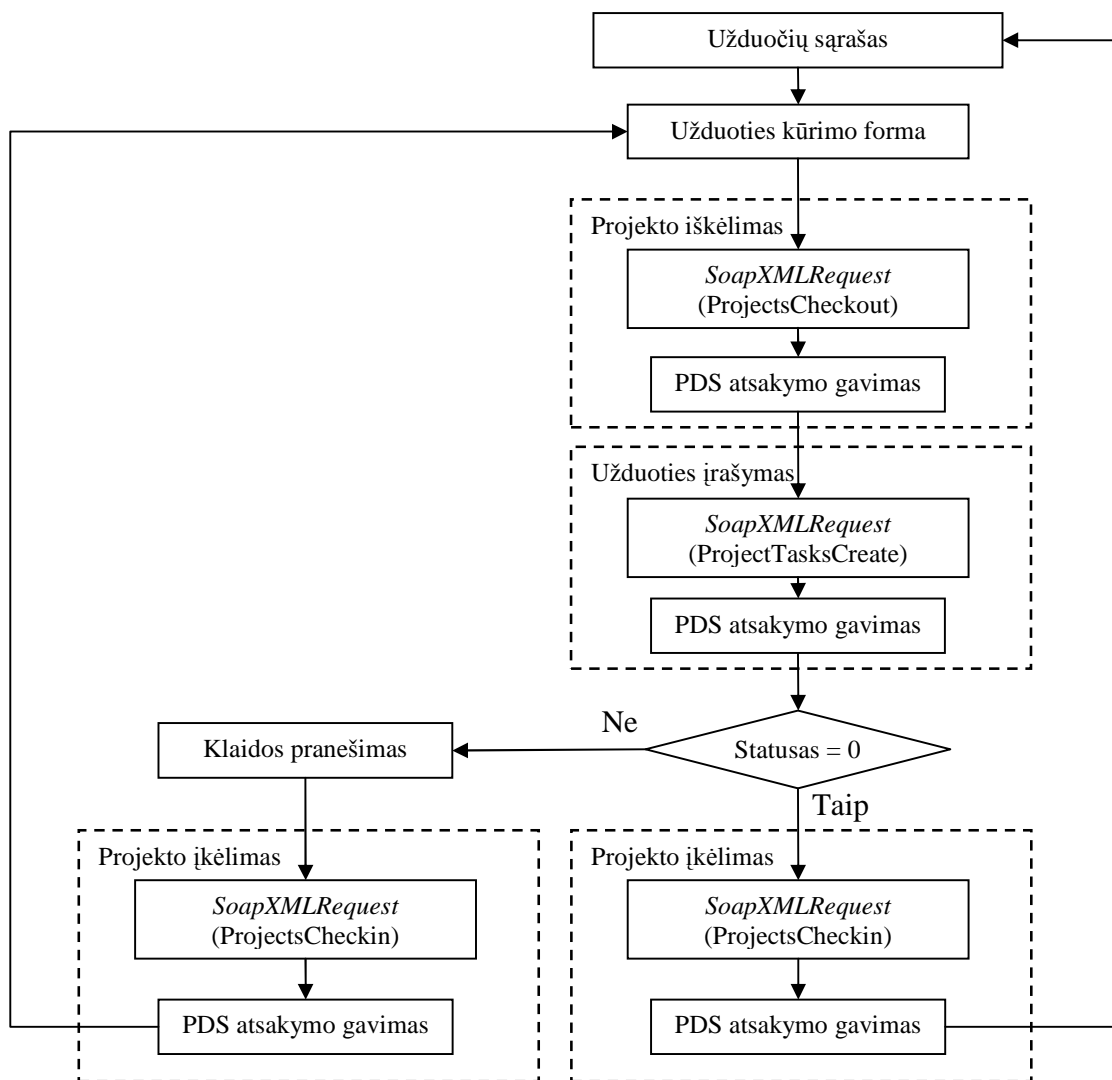 Užduočių sąrašas
Užduoties kūrimo forma
Projekto iškėlimas
SoapXMLRequest
(ProjectsCheckout)
PDS atsakymo gavimas
Užduoties įrašymas
SoapXMLRequest
(ProjectTasksCreate)
PDS atsakymo gavimas
Statusas = 0
Ne
Klaidos pranešimas
Taip
Projekto įkėlimas
SoapXMLRequest
(ProjectsCheckin)
PDS atsakymo gavimas
Projekto įkėlimas
SoapXMLRequest
(ProjectsCheckin)
PDS atsakymo gavimas